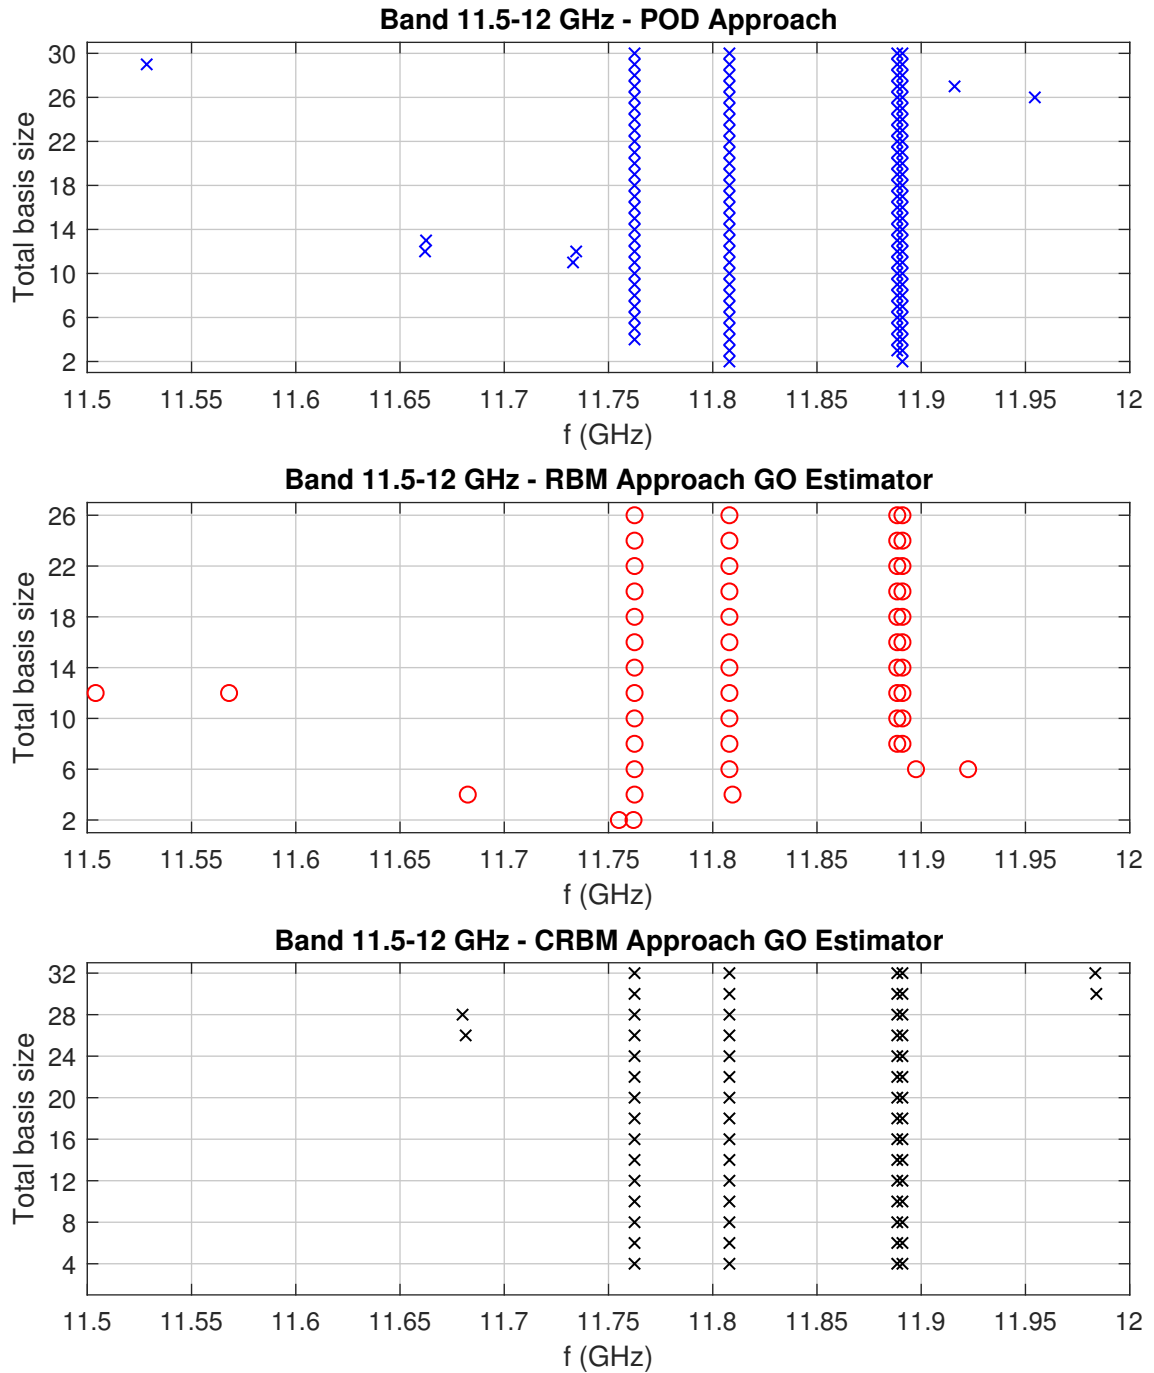 Band 11.5-12 GHz - POD Approach
Total basis size
30
26
22
18
14
10
6
2
11.5 11.55 11.6 11.65 11.7 11.75 11.8 11.85 11.9 11.95 12
f (GHz)
Band 11.5-12 GHz - RBM Approach GO Estimator
Total basis size
26
22
18
14
10
6
2
11.5 11.55 11.6 11.65 11.7 11.75 11.8 11.85 11.9 11.95 12
f (GHz)
Band 11.5-12 GHz - CRBM Approach GO Estimator
Total basis size
32
28
24
20
16
12
8
4
11.5 11.55 11.6 11.65 11.7 11.75 11.8 11.85 11.9 11.95 12
f (GHz)